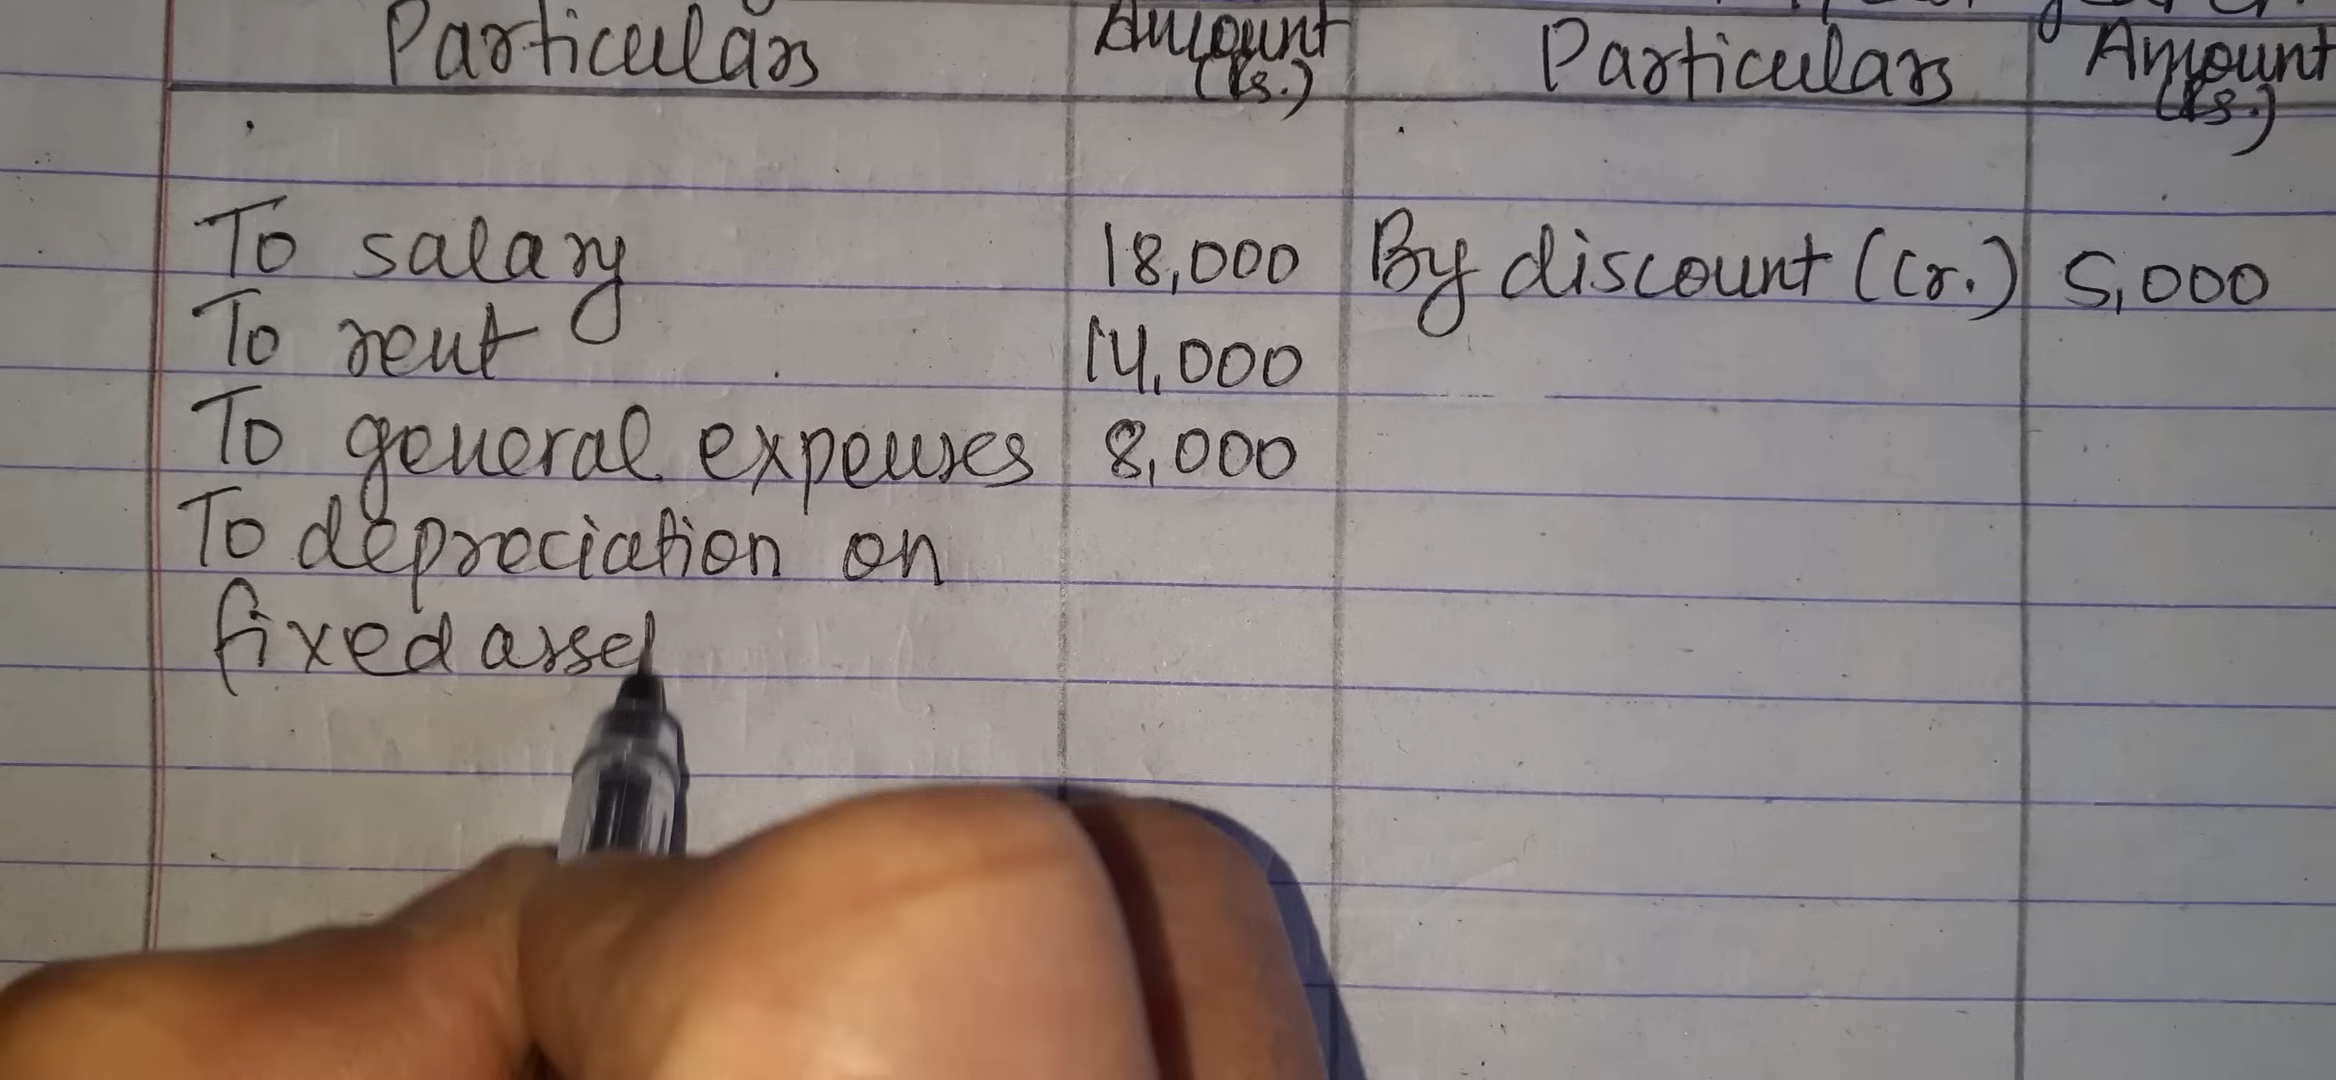 Particulars Amount (Rs.) Particulars Amount (Rs.)
To salary 18,000 By discount (Cr.) 5,000
To rent 14,000
To general expenses 8,000
To depreciation on
fixed asset